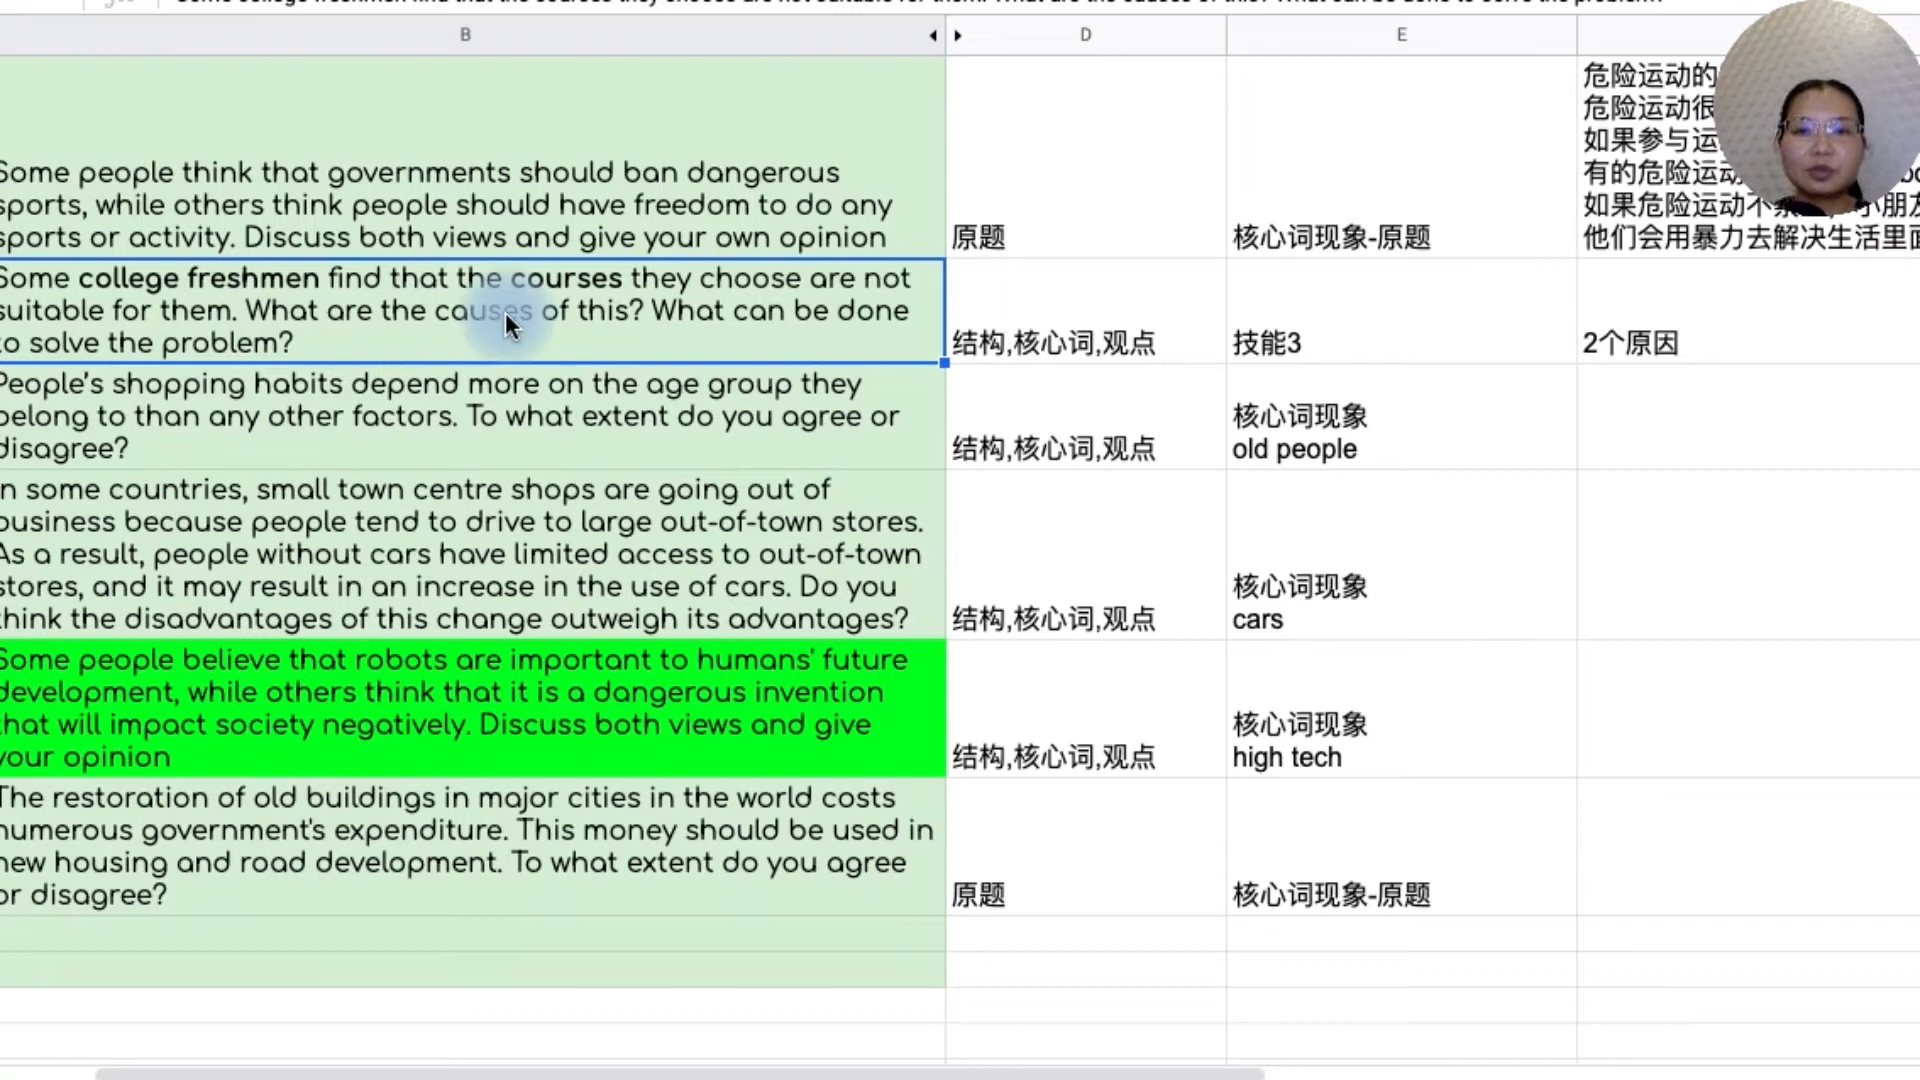 B
D
E
Some people think that governments should ban dangerous
sports, while others think people should have freedom to do any
sports or activity. Discuss both views and give your own opinion
原题
核心词现象-原题
危险运动的
危险运动很
如果参与运
有的危险运动
如果危险运动不
他们会用暴力去解决生活里面
Some college freshmen find that the courses they choose are not
suitable for them. What are the causes of this? What can be done
to solve the problem?
结构,核心词,观点
技能3
2个原因
People's shopping habits depend more on the age group they
belong to than any other factors. To what extent do you agree or
disagree?
结构,核心词,观点
核心词现象
old people
In some countries, small town centre shops are going out of
business because people tend to drive to large out-of-town stores.
As a result, people without cars have limited access to out-of-town
stores, and it may result in an increase in the use of cars. Do you
think the disadvantages of this change outweigh its advantages?
结构,核心词,观点
核心词现象
cars
Some people believe that robots are important to humans' future
development, while others think that it is a dangerous invention
that will impact society negatively. Discuss both views and give
your opinion
结构,核心词,观点
核心词现象
high tech
The restoration of old buildings in major cities in the world costs
numerous government's expenditure. This money should be used in
new housing and road development. To what extent do you agree
or disagree?
原题
核心词现象-原题